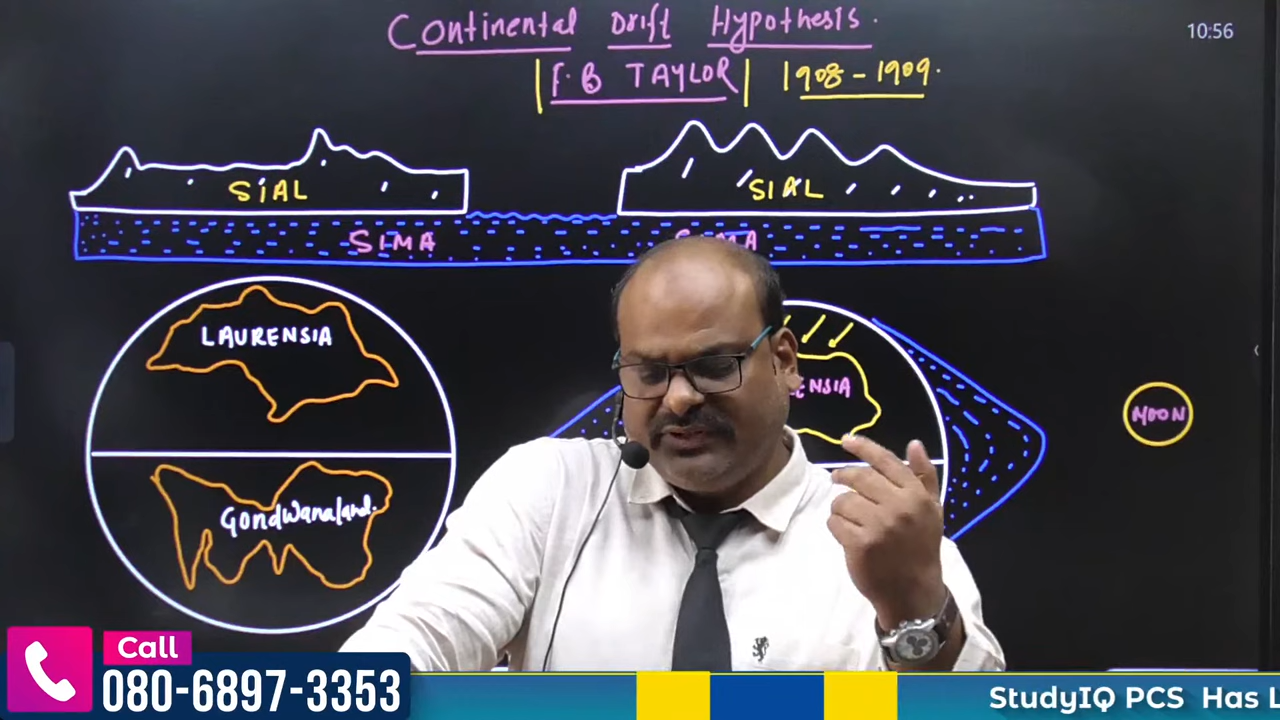 Continental Drift Hypothesis.
10:56
F. B TAYLOR 1908-1909.
SiAL
SIAL
SIMA
LAURENSIA
MOON
Gondwanaland.
Call
080-6897-3353
StudyIQ PCS Has